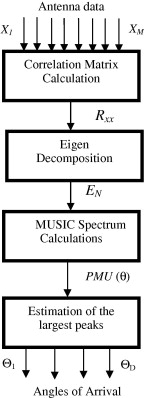 Antenna data
X1 XM
Correlation Matrix
Calculation
Rxx
Eigen
Decomposition
EN
MUSIC Spectrum
Calculations
PMU (θ)
Estimation of the
largest peaks
Θ1 ΘD
Angles of Arrival